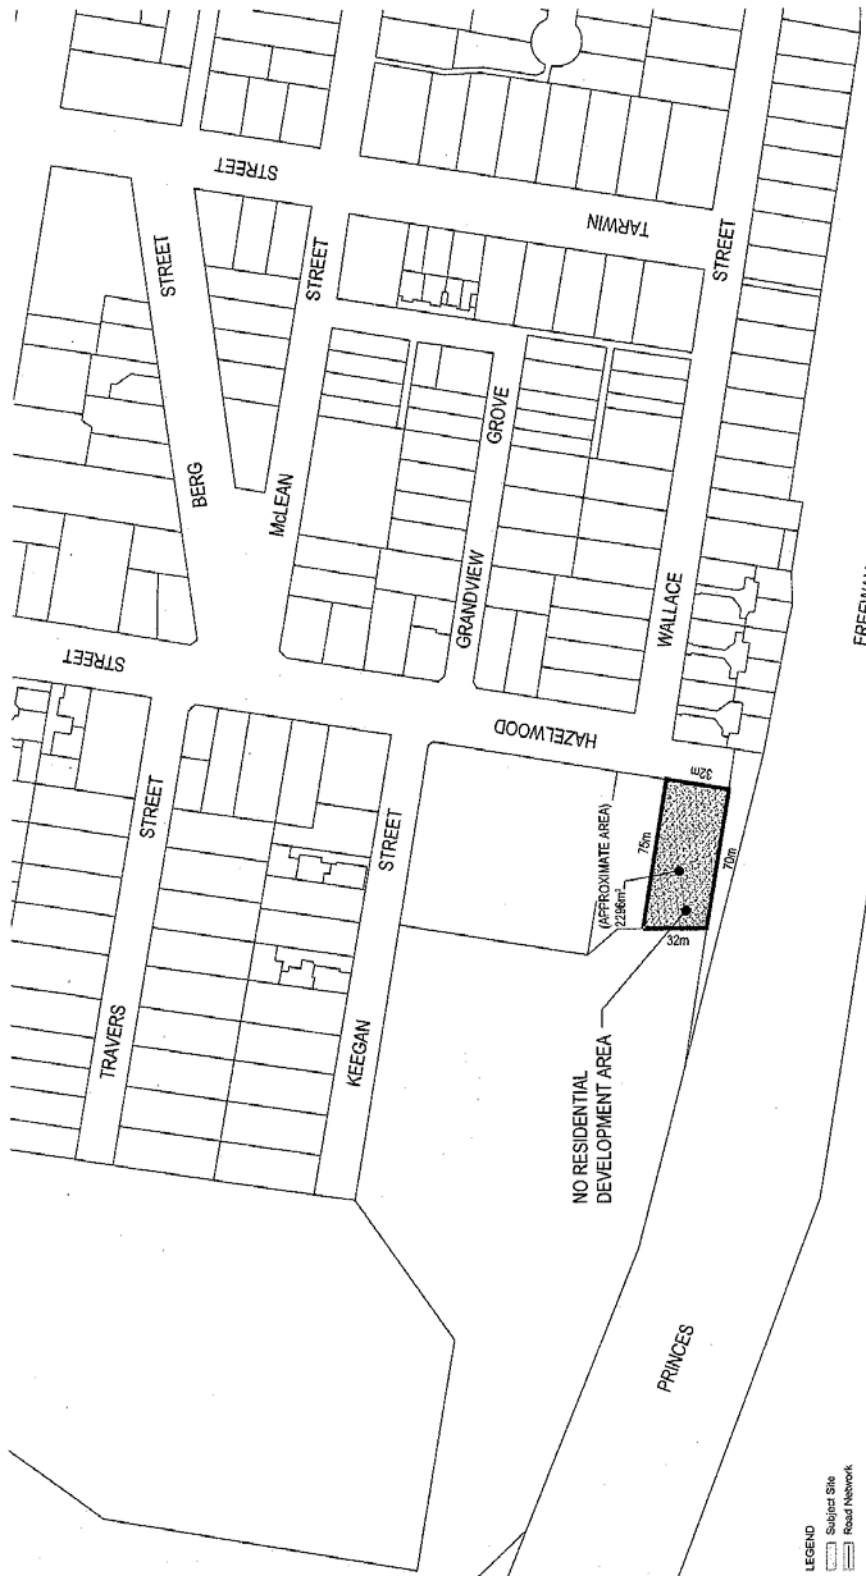 STREET
TARWIN
STREET
STREET
STREET
BERG
McLEAN
GROVE
GRANDVIEW
WALLACE
STREET
HAZELWOOD
STREET
STREET
TRAVERS
KEEGAN
(APPROXIMATE AREA)
2296m²
75m
32m
70m
32m
NO RESIDENTIAL
DEVELOPMENT AREA
PRINCES
FREEWAY
LEGEND
Subject Site
Road Network